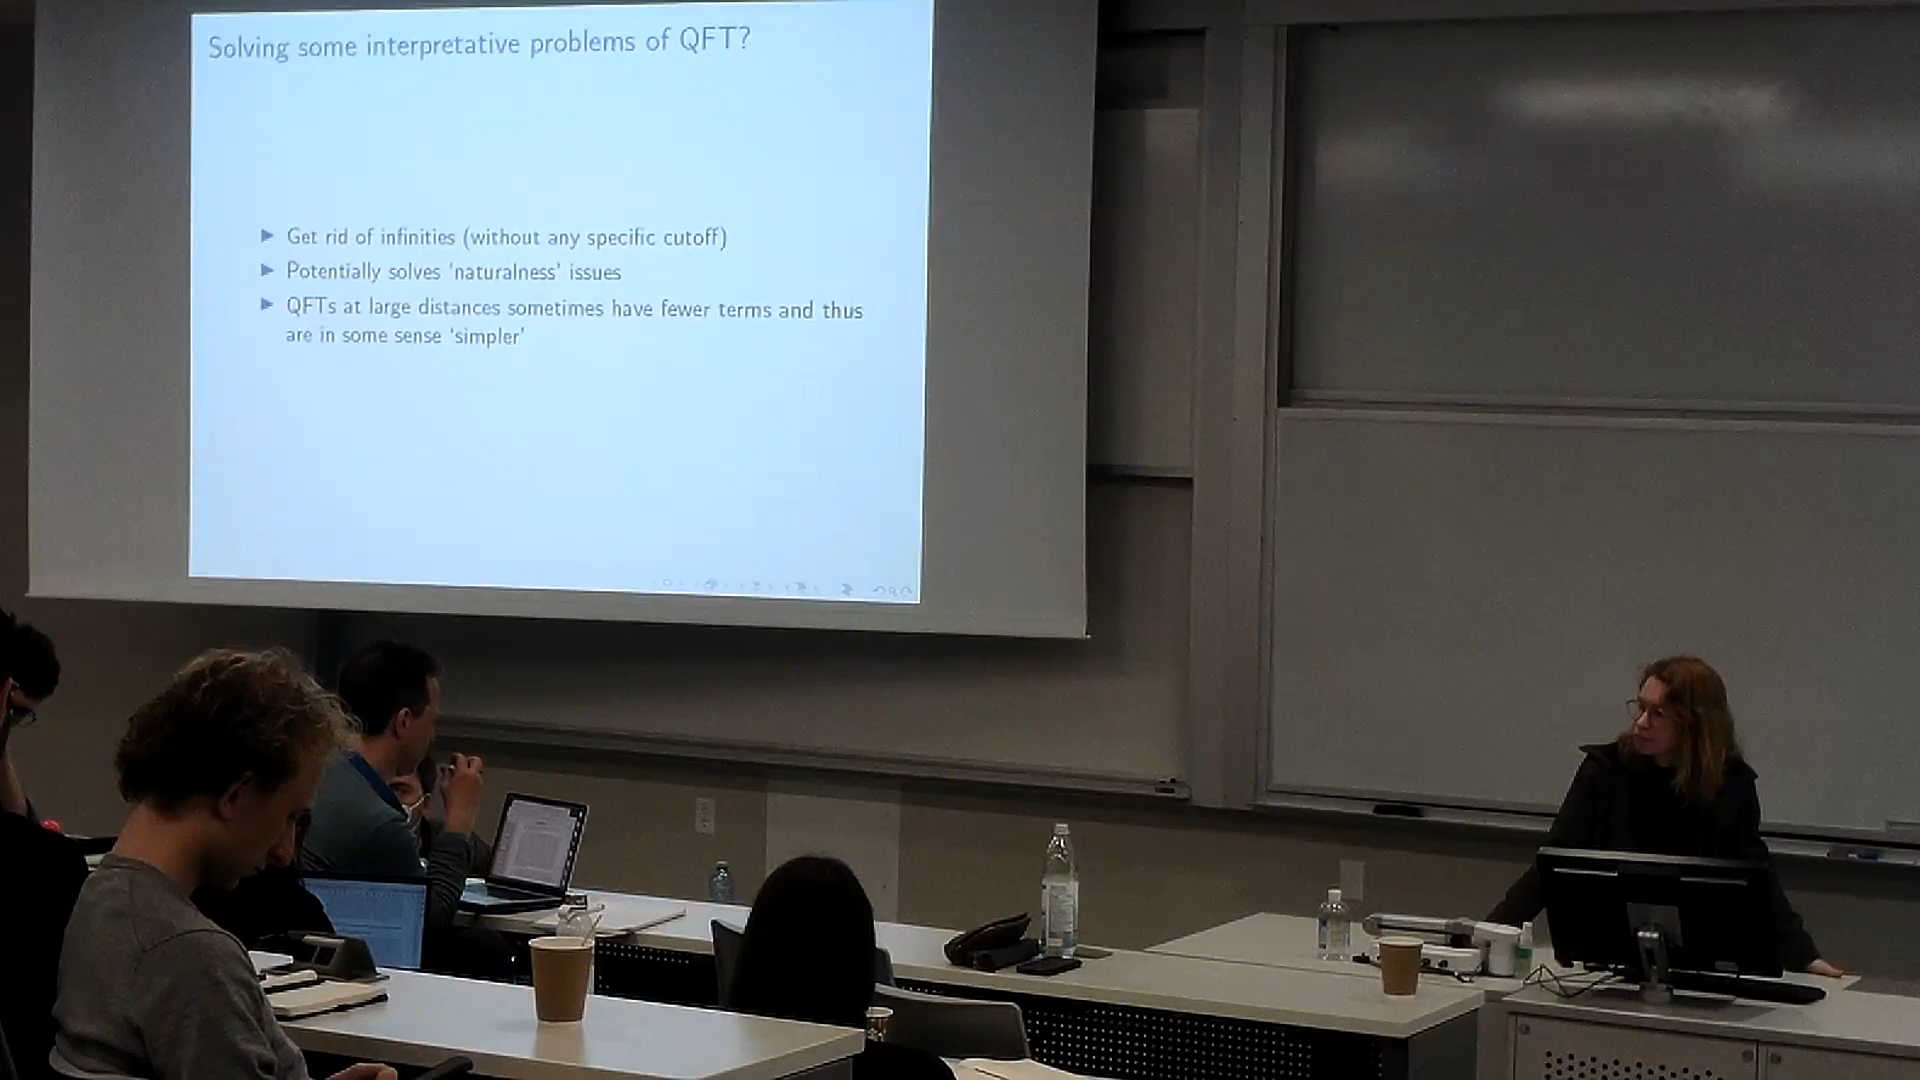 Solving some interpretative problems of QFT?
▶ Get rid of infinities (without any specific cutoff)
▶ Potentially solves ‘naturalness’ issues
▶ QFTs at large distances sometimes have fewer terms and thus
are in some sense ‘simpler’